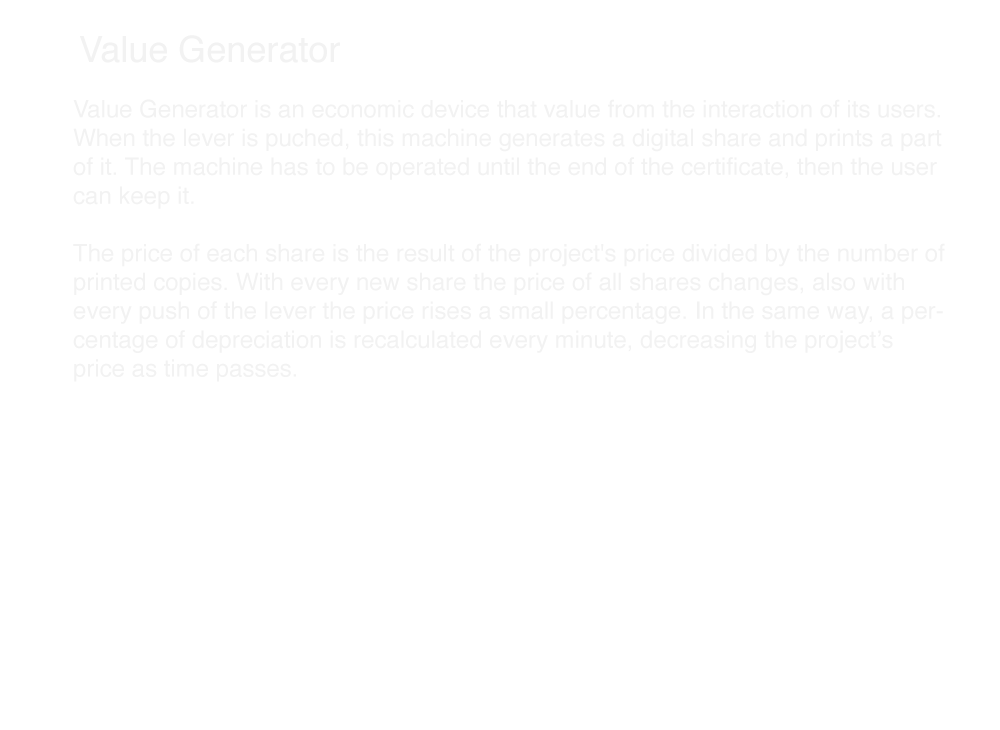 Value Generator
Value Generator is an economic device that value from the interaction of its users.
When the lever is puched, this machine generates a digital share and prints a part
of it. The machine has to be operated until the end of the certificate, then the user
can keep it.
The price of each share is the result of the project's price divided by the number of
printed copies. With every new share the price of all shares changes, also with
every push of the lever the price rises a small percentage. In the same way, a per-
centage of depreciation is recalculated every minute, decreasing the project’s
price as time passes.